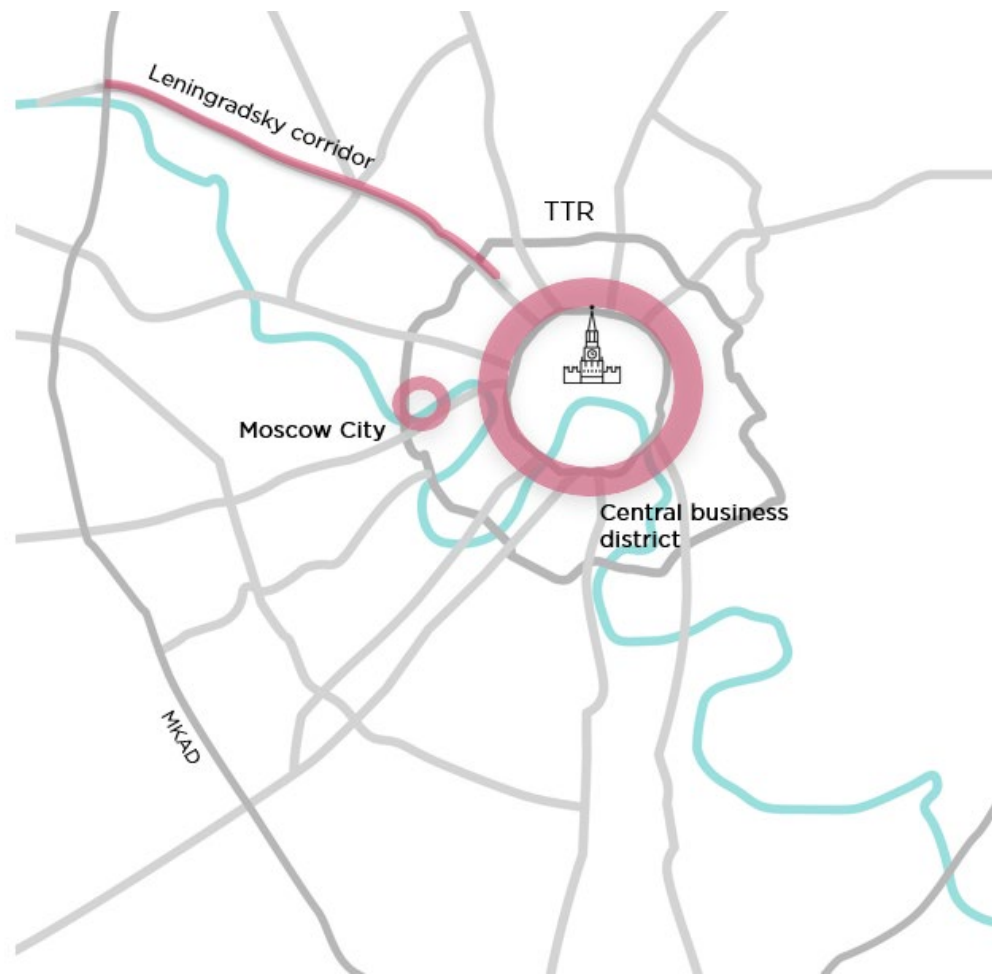 Leningradsky corridor
TTR
Moscow City
Central business
district
MKAD